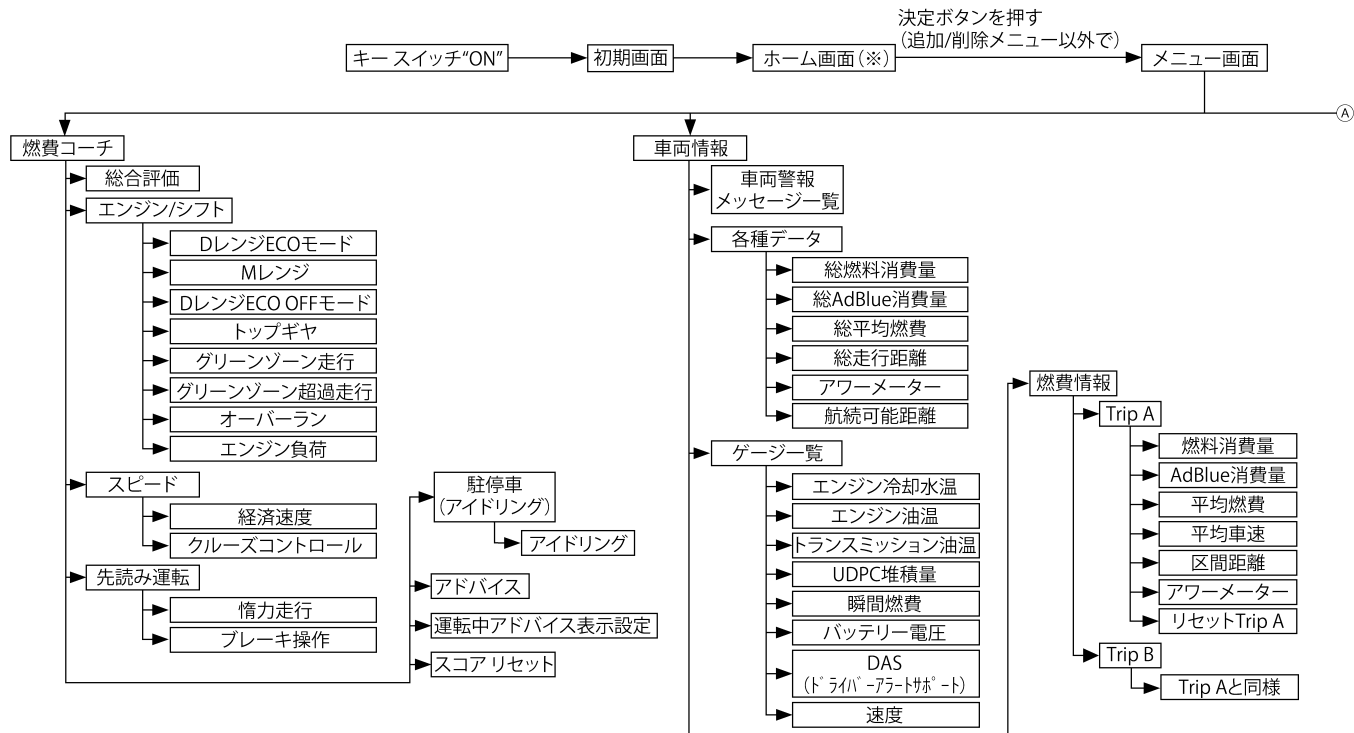 決定ボタンを押す
(追加/削除メニュー以外で)
キー スイッチ“ON”
初期画面
ホーム画面(※)
メニュー画面
Ⓐ
燃費コーチ
総合評価
エンジン/シフト
DレンジECOモード
Mレンジ
DレンジECO OFFモード
トップギヤ
グリーンゾーン走行
グリーンゾーン超過走行
オーバーラン
エンジン負荷
スピード
経済速度
クルーズコントロール
先読み運転
惰力走行
ブレーキ操作
駐停車
(アイドリング)
アイドリング
アドバイス
運転中アドバイス表示設定
スコア リセット
車両情報
車両警報
メッセージ一覧
各種データ
総燃料消費量
総AdBlue消費量
総平均燃費
総走行距離
アワーメーター
航続可能距離
ゲージ一覧
エンジン冷却水温
エンジン油温
トランスミッション油温
UDPC堆積量
瞬間燃費
バッテリー電圧
DAS
(ドライバーアラートサポート)
速度
燃費情報
Trip A
燃料消費量
AdBlue消費量
平均燃費
平均車速
区間距離
アワーメーター
リセットTrip A
Trip B
Trip Aと同様